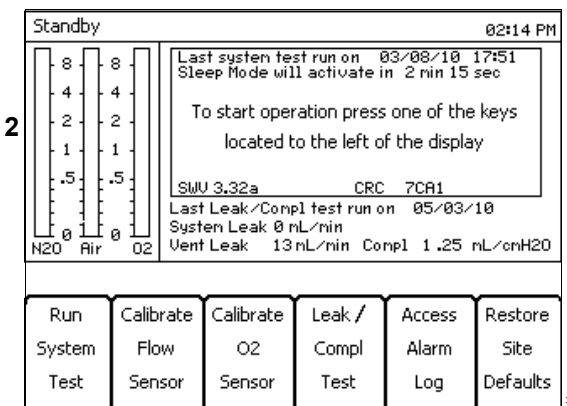 Standby 02:14 PM
Last system test run on 03/08/10 17:51
Sleep Mode will activate in 2 min 15 sec
8 8
4 4
To start operation press one of the keys
2
2 2
located to the left of the display
1 1
.5 .5
SWV 3.32a CRC 7CA1
Last Leak/Compl test run on 05/03/10
System Leak 0 mL/min
0 0
Vent Leak 13 mL/min Compl 1.25 mL/cmH2O
N2O Air O2
Run Calibrate Calibrate Leak / Access Restore
System Flow O2 Compl Alarm Site
Test Sensor Sensor Test Log Defaults